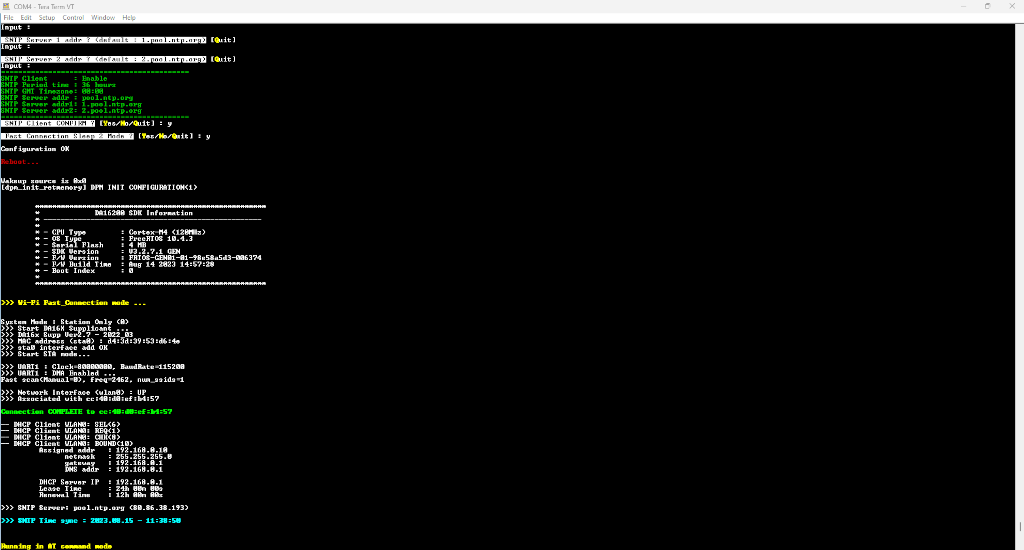 COM4 - Tera Term VT
File Edit Setup Control Window Help
Input :
SNTP Server 1 addr ? (default : 1.pool.ntp.org) [Quit]
Input :
SNTP Server 2 addr ? (default : 2.pool.ntp.org) [Quit]
Input :
============================================
SNTP Client : Enable
SNTP Period time : 36 hours
SNTP GMT Timezone: 00:00
SNTP Server addr : pool.ntp.org
SNTP Server addr1: 1.pool.ntp.org
SNTP Server addr2: 2.pool.ntp.org
============================================
SNTP Client CONFIRM ? [Yes/No/Quit] : y
Fast Connection Sleep 2 Mode ? [Yes/No/Quit] : y
Configuration OK
Reboot...
Wakeup source is 0x0
[dpm_init_retmemory] DPM INIT CONFIGURATION(1)
******************************************************
* DA16200 SDK Information
* ---------------------------------------------------
*
* - CPU Type : Cortex-M4 (120MHz)
* - OS Type : FreeRTOS 10.4.3
* - Serial Flash : 4 MB
* - SDK Version : V3.2.7.1 GEN
* - F/W Version : FRTOS-GEN01-01-98e58a5d3-006374
* - F/W Build Time : Aug 14 2023 14:57:20
* - Boot Index : 0
*
******************************************************
>>> Wi-Fi Fast_Connection mode ...
System Mode : Station Only (0)
>>> Start DA16X Supplicant ...
>>> DA16x Supp Ver2.7 - 2022_03
>>> MAC address (sta0) : d4:3d:39:53:d6:4e
>>> sta0 interface add OK
>>> Start STA mode...
>>> UART1 : Clock=80000000, BaudRate=115200
>>> UART1 : DMA Enabled ...
Fast scan(Manual=0), freq=2462, num_ssids=1
>>> Network Interface (wlan0) : UP
>>> Associated with cc:40:d0:ef:b4:57
Connection COMPLETE to cc:40:d0:ef:b4:57
-- DHCP Client WLAN0: SEL(6)
-- DHCP Client WLAN0: REQ(1)
-- DHCP Client WLAN0: CHK(8)
-- DHCP Client WLAN0: BOUND(10)
Assigned addr : 192.168.0.10
netmask : 255.255.255.0
gateway : 192.168.0.1
DNS addr : 192.168.0.1
DHCP Server IP : 192.168.0.1
Lease Time : 24h 00m 00s
Renewal Time : 12h 00m 00s
>>> SNTP Server: pool.ntp.org (80.86.38.193)
>>> SNTP Time sync : 2023.08.15 - 11:38:50
Running in AT command mode